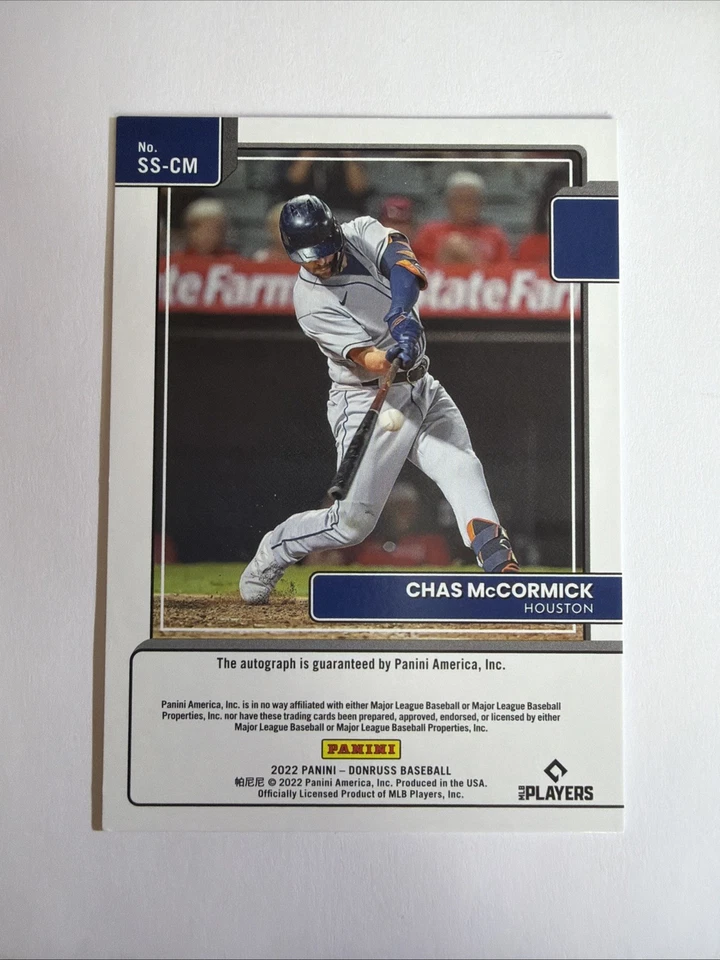 No.
SS-CM
te Farm
State Farm
CHAS McCORMICK
HOUSTON
The autograph is guaranteed by Panini America, Inc.
Panini America, Inc. is in no way affiliated with either Major League Baseball or Major League Baseball
Properties, Inc. nor have these trading cards been prepared, approved, endorsed, or licensed by either
Major League Baseball or Major League Baseball Properties, Inc.
PANINI
2022 PANINI – DONRUSS BASEBALL
帕尼尼 © 2022 Panini America, Inc. Produced in the USA.
Officially Licensed Product of MLB Players, Inc.
MLB PLAYERS